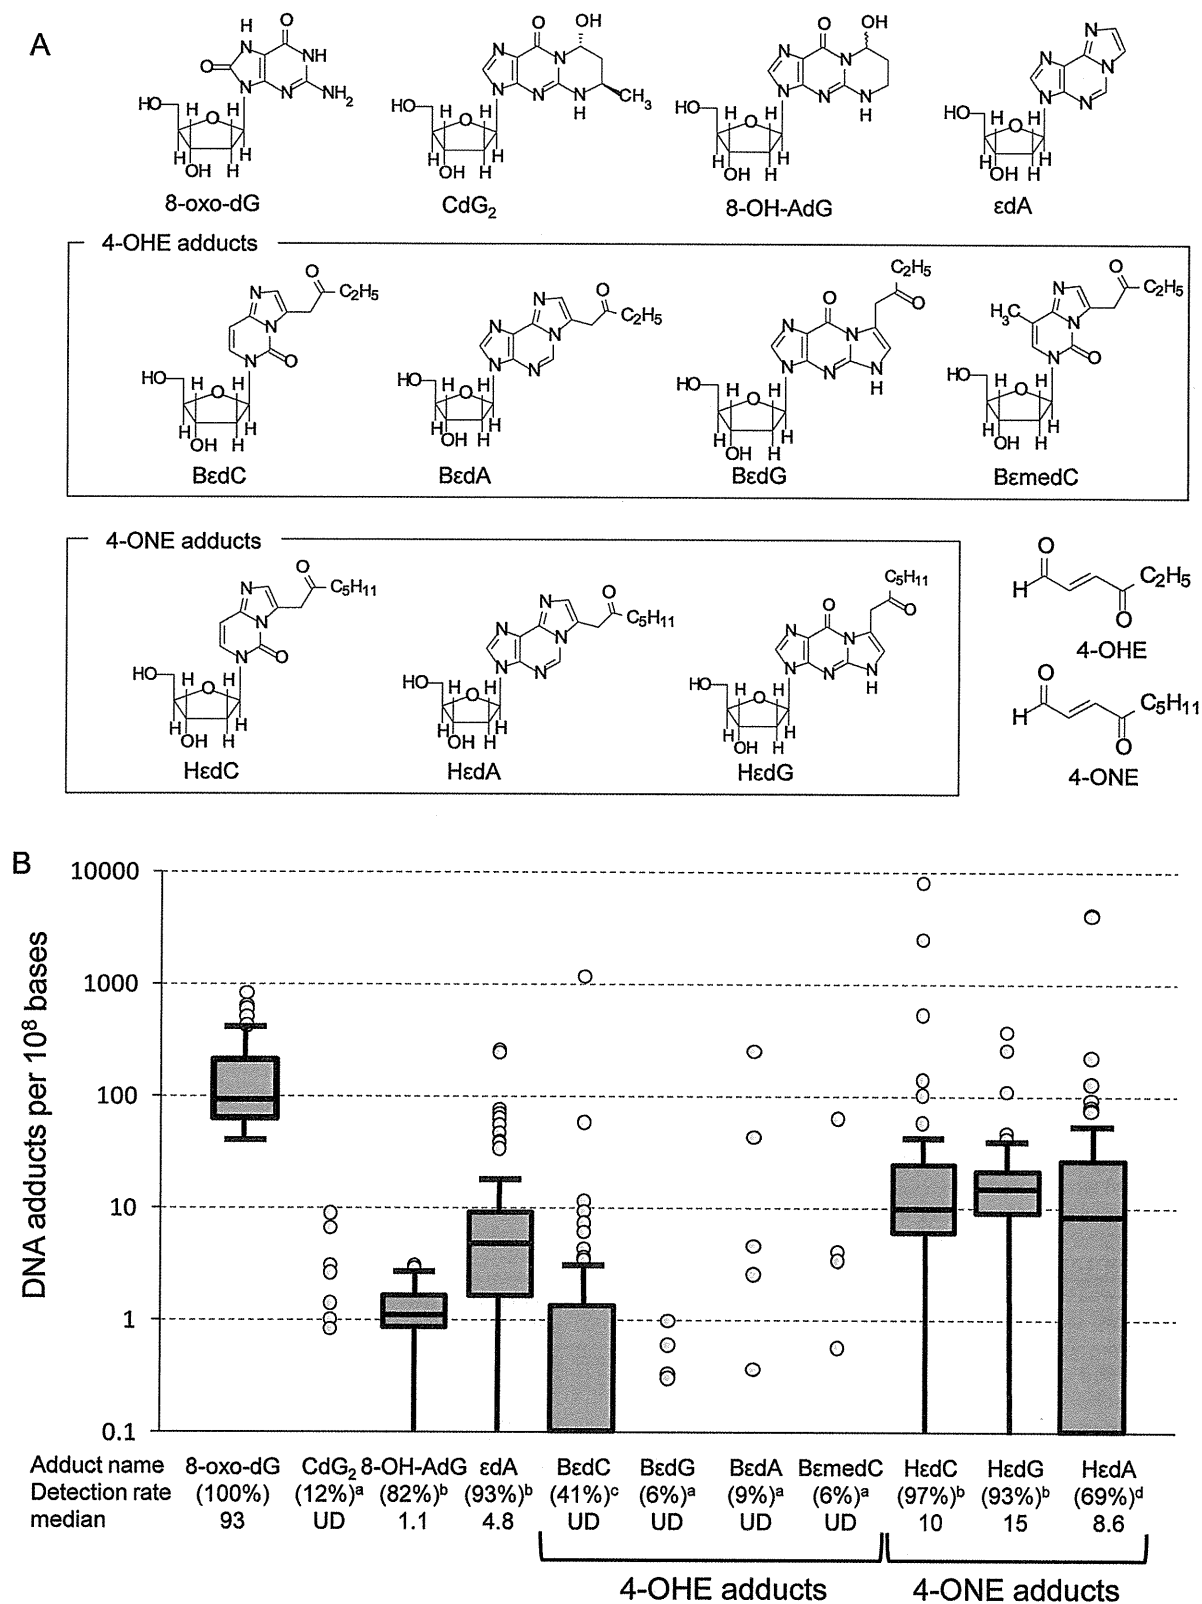 A
8-oxo-dG
CdG₂
8-OH-AdG
εdA
4-OHE adducts
BεdC
BεdA
BεdG
BεmedC
4-ONE adducts
HεdC
HεdA
HεdG
4-OHE
4-ONE
B
DNA adducts per 10⁸ bases
10000
1000
100
10
1
0.1
Adduct name 8-oxo-dG CdG₂ 8-OH-AdG εdA BεdC BεdG BεdA BεmedC HεdC HεdG HεdA
Detection rate (100%) (12%)ᵃ (82%)ᵇ (93%)ᵇ (41%)ᶜ (6%)ᵃ (9%)ᵃ (6%)ᵃ (97%)ᵇ (93%)ᵇ (69%)ᵈ
median 93 UD 1.1 4.8 UD UD UD UD 10 15 8.6
4-OHE adducts 4-ONE adducts